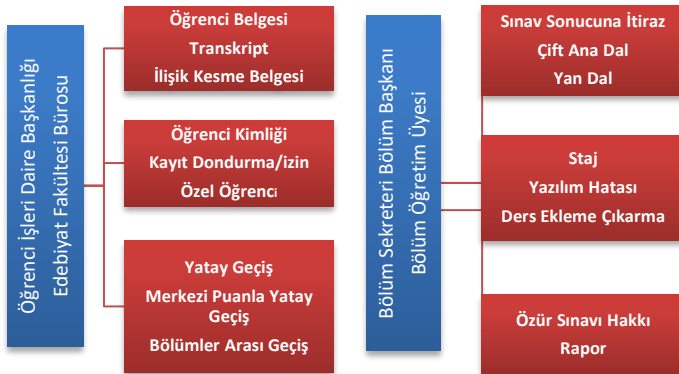 Öğrenci İşleri Daire Başkanlığı
Edebiyat Fakültesi Bürosu
Öğrenci Belgesi
Transkript
İlişik Kesme Belgesi
Öğrenci Kimliği
Kayıt Dondurma/izin
Özel Öğrenci
Yatay Geçiş
Merkezi Puanla Yatay
Geçiş
Bölümler Arası Geçiş
Bölüm Sekreteri Bölüm Başkanı
Bölüm Öğretim Üyesi
Sınav Sonucuna İtiraz
Çift Ana Dal
Yan Dal
Staj
Yazılım Hatası
Ders Ekleme Çıkarma
Özür Sınavı Hakkı
Rapor